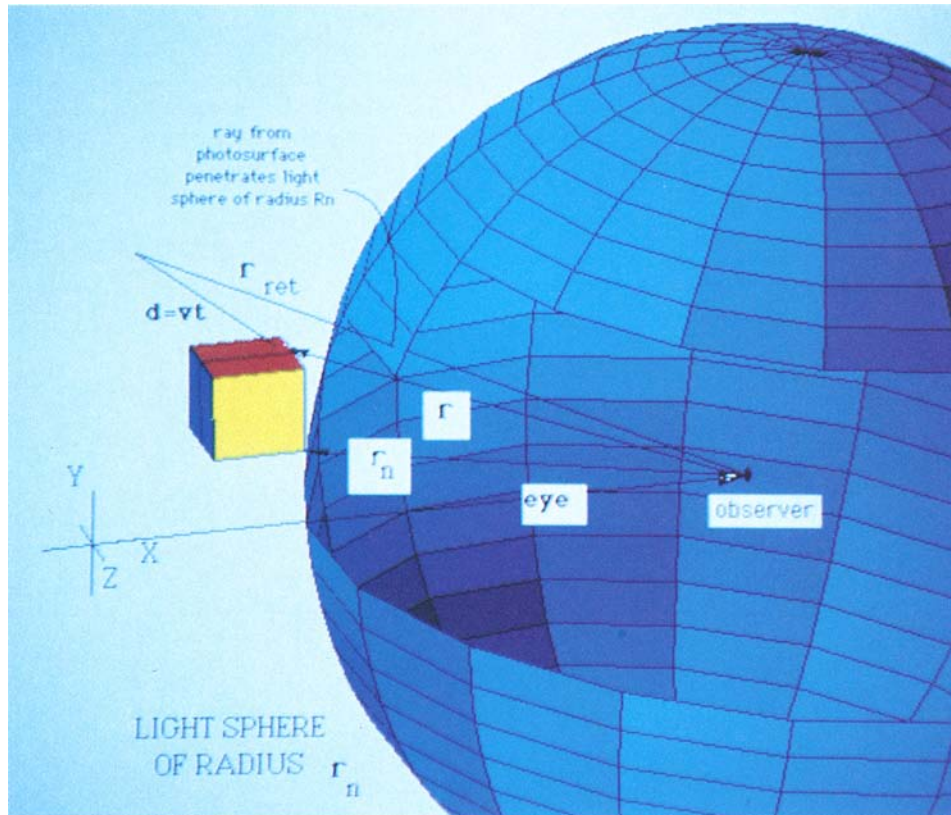 ray from
photosurface
penetrates light
sphere of radius Rn
r ret
d=vt
r
r n
eye
observer
Y
X
Z
LIGHT SPHERE
OF RADIUS r n